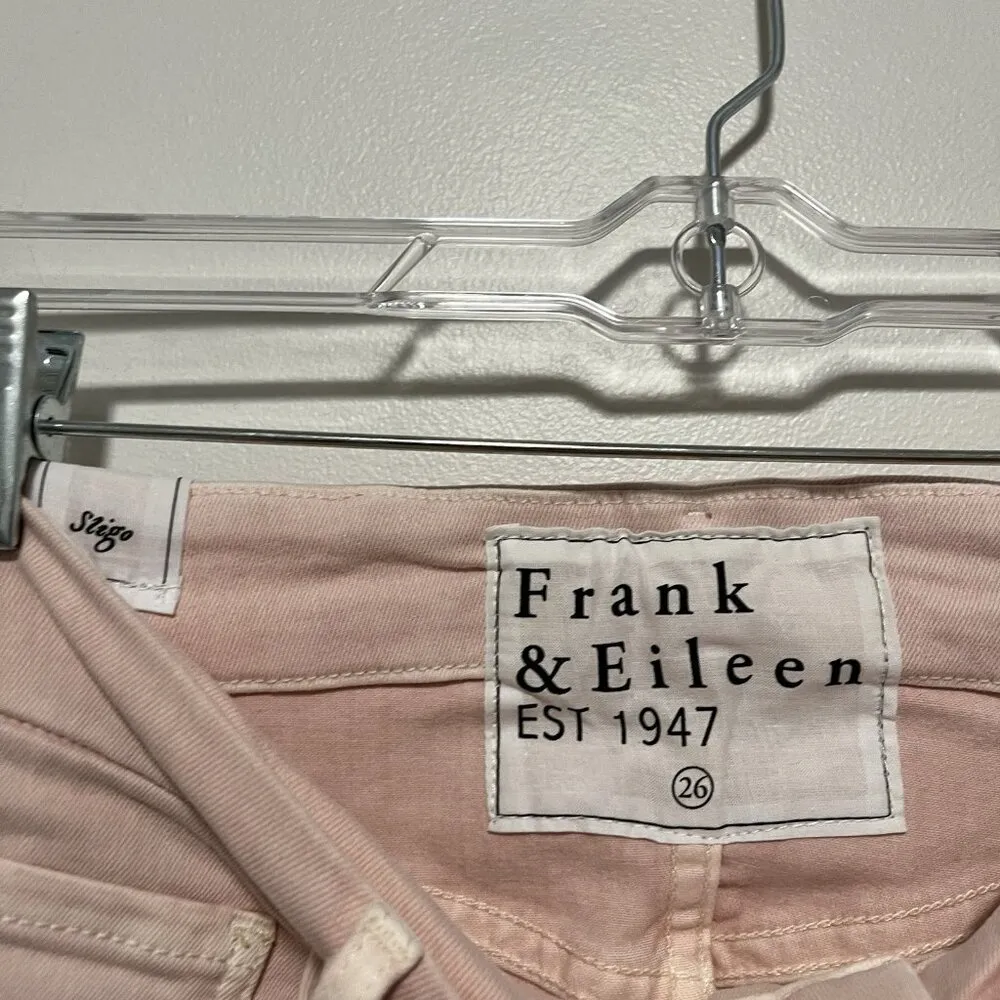 Sligo
Frank
& Eileen
EST 1947
26